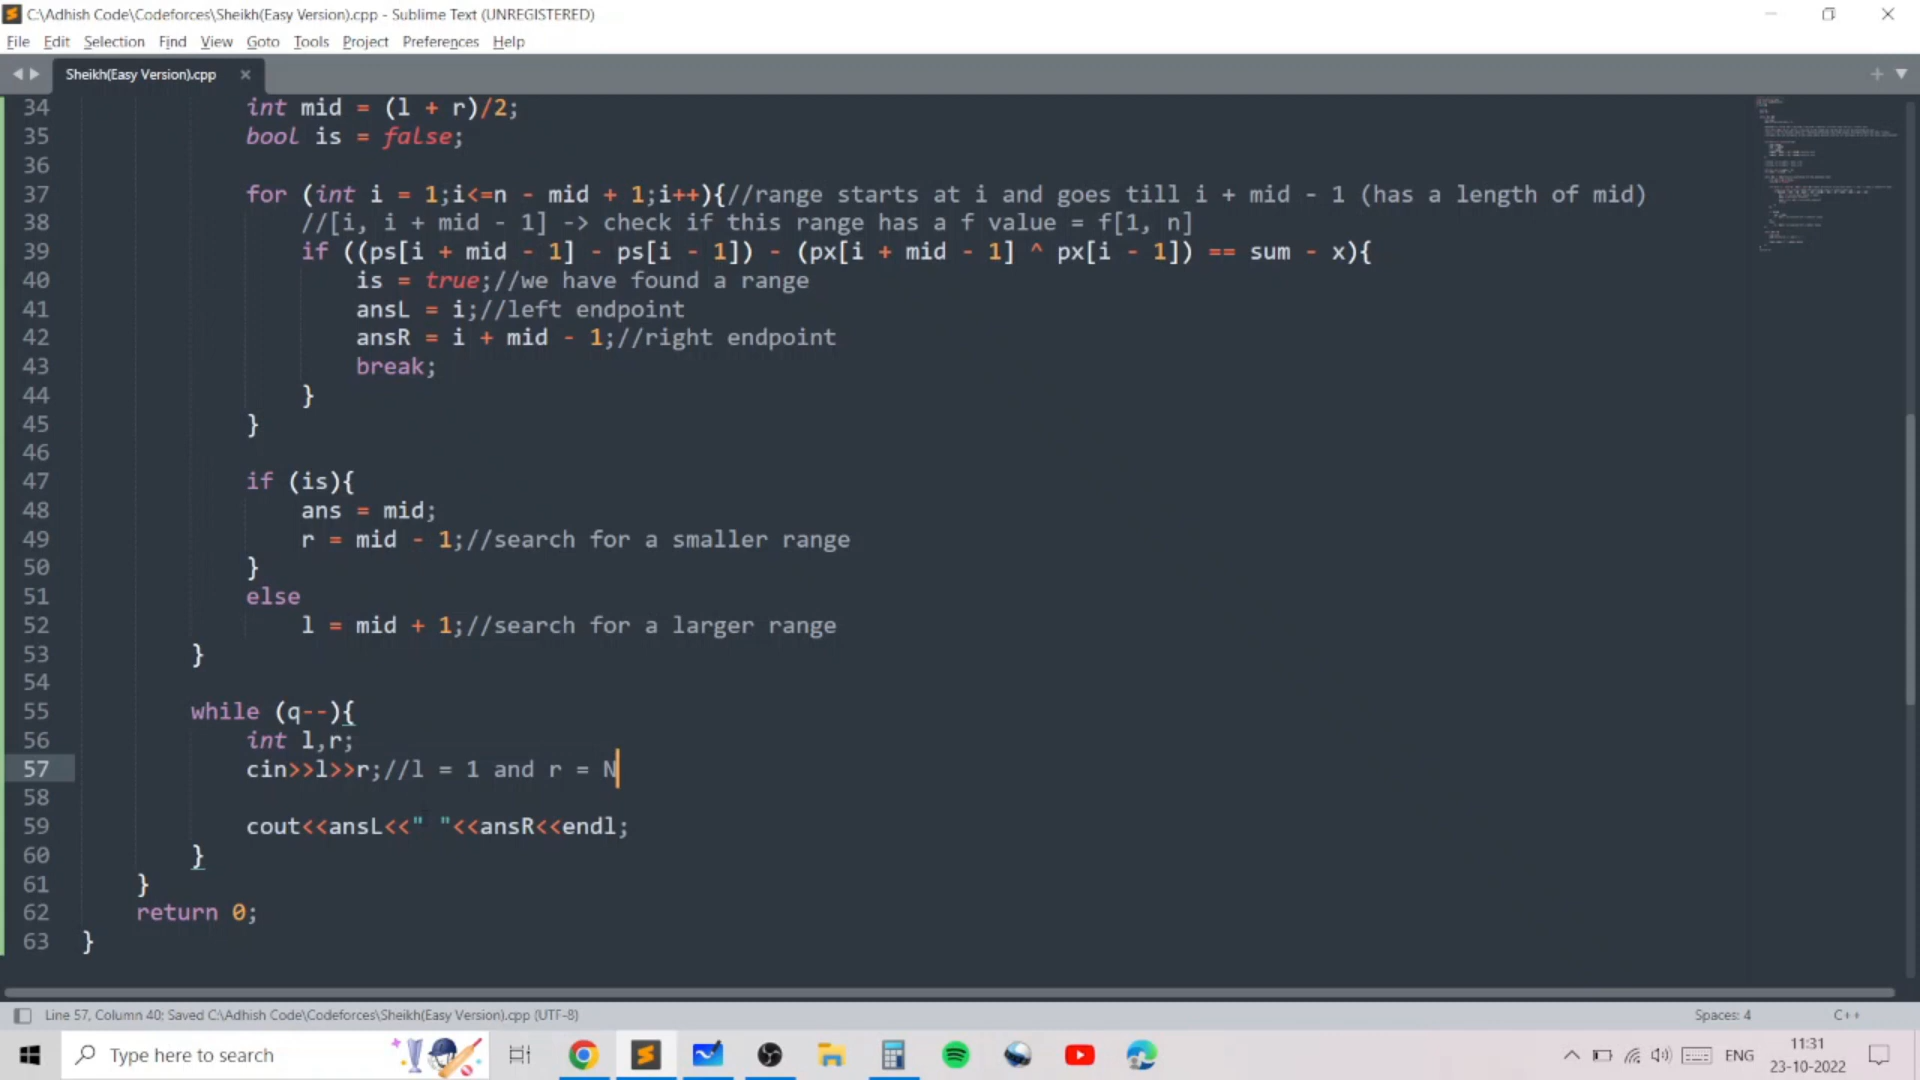 C:\Adhish Code\Codeforces\Sheikh(Easy Version).cpp - Sublime Text (UNREGISTERED)
File Edit Selection Find View Goto Tools Project Preferences Help
Sheikh(Easy Version).cpp
34 int mid = (l + r)/2;
35 bool is = false;
36
37 for (int i = 1;i<=n - mid + 1;i++){//range starts at i and goes till i + mid - 1 (has a length of mid)
38 //[i, i + mid - 1] -> check if this range has a f value = f[1, n]
39 if ((ps[i + mid - 1] - ps[i - 1]) - (px[i + mid - 1] ^ px[i - 1]) == sum - x){
40 is = true;//we have found a range
41 ansL = i;//left endpoint
42 ansR = i + mid - 1;//right endpoint
43 break;
44 }
45 }
46
47 if (is){
48 ans = mid;
49 r = mid - 1;//search for a smaller range
50 }
51 else
52 l = mid + 1;//search for a larger range
53 }
54
55 while (q--){
56 int l,r;
57 cin>>l>>r;//l = 1 and r = N
58
59 cout<<ansL<<" "<<ansR<<endl;
60 }
61 }
62 return 0;
63 }
Line 57, Column 40; Saved C:\Adhish Code\Codeforces\Sheikh(Easy Version).cpp (UTF-8) Spaces: 4 C++
Type here to search
ENG
11:31
23-10-2022